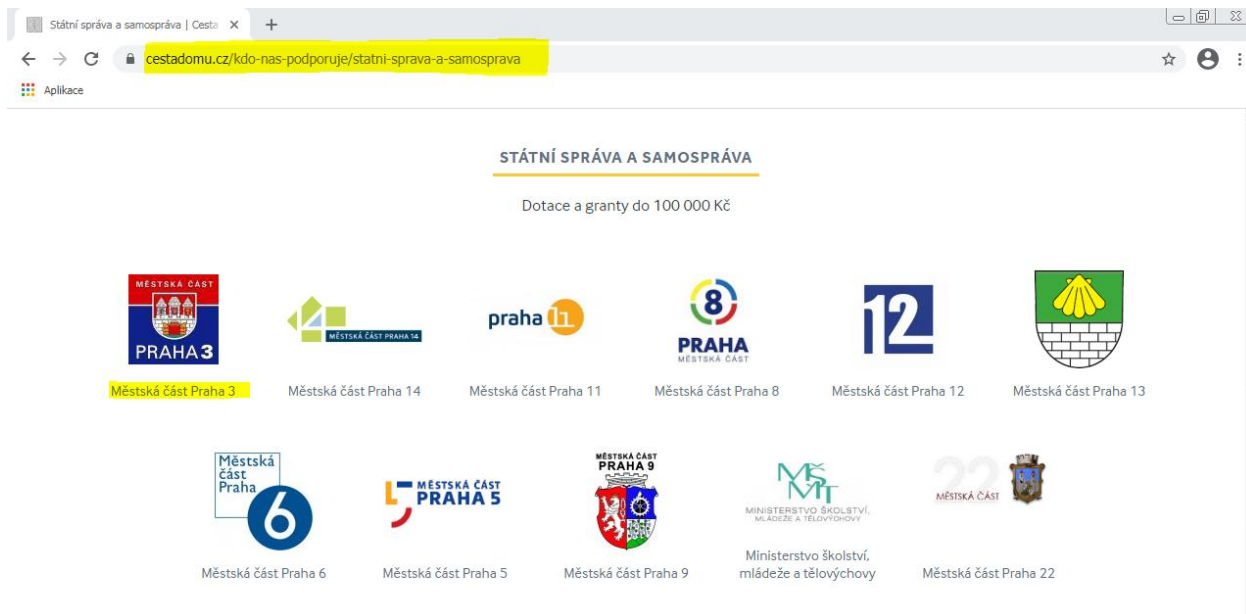 Státní správa a samospráva | Cesta
cestadomu.cz/kdo-nas-podporuje/statni-sprava-a-samosprava
Aplikace
STÁTNÍ SPRÁVA A SAMOSPRÁVA
Dotace a granty do 100 000 Kč
MĚSTSKÁ ČÁST
PRAHA 3
MĚSTSKÁ ČÁST PRAHA 14
praha 11
8
PRAHA
MĚSTSKÁ ČÁST
12
Městská část Praha 3
Městská část Praha 14
Městská část Praha 11
Městská část Praha 8
Městská část Praha 12
Městská část Praha 13
Městská
část
Praha
6
MĚSTSKÁ ČÁST
PRAHA 5
MĚSTSKÁ ČÁST
PRAHA 9
MŠMT
MINISTERSTVO ŠKOLSTVÍ,
MLÁDEŽE A TĚLOVÝCHOVY
22
MĚSTSKÁ ČÁST
Městská část Praha 6
Městská část Praha 5
Městská část Praha 9
Ministerstvo školství,
mládeže a tělovýchovy
Městská část Praha 22